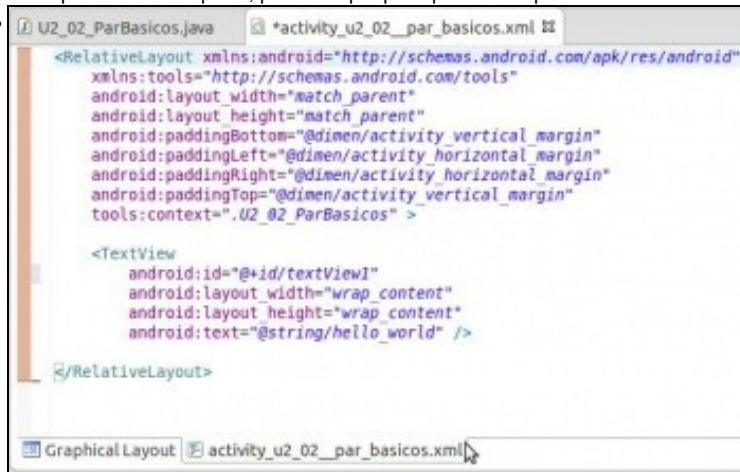 U2_02_ParBasicos.java
*activity_u2_02__par_basicos.xml
<RelativeLayout xmlns:android="http://schemas.android.com/apk/res/android"
xmlns:tools="http://schemas.android.com/tools"
android:layout_width="match_parent"
android:layout_height="match_parent"
android:paddingBottom="@dimen/activity_vertical_margin"
android:paddingLeft="@dimen/activity_horizontal_margin"
android:paddingRight="@dimen/activity_horizontal_margin"
android:paddingTop="@dimen/activity_vertical_margin"
tools:context=".U2_02_ParBasicos" >
<TextView
android:id="@+id/textView1"
android:layout_width="wrap_content"
android:layout_height="wrap_content"
android:text="@string/hello_world" />
</RelativeLayout>
Graphical Layout
activity_u2_02__par_basicos.xml